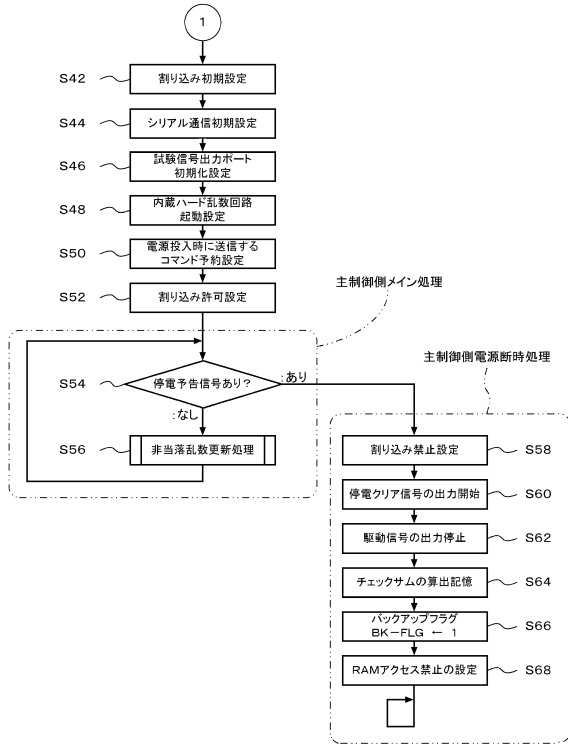 1
S42
割り込み初期設定
S44
シリアル通信初期設定
S46
試験信号出力ポート
初期化設定
S48
内蔵ハード乱数回路
起動設定
S50
電源投入時に送信する
コマンド予約設定
S52
割り込み許可設定
主制御側メイン処理
主制御側電源断時処理
S54
停電予告信号あり？
:あり
:なし
S56
非当落乱数更新処理
割り込み禁止設定
S58
停電クリア信号の出力開始
S60
駆動信号の出力停止
S62
チェックサムの算出記憶
S64
バックアップフラグ
BK－FLG ← 1
S66
RAMアクセス禁止の設定
S68